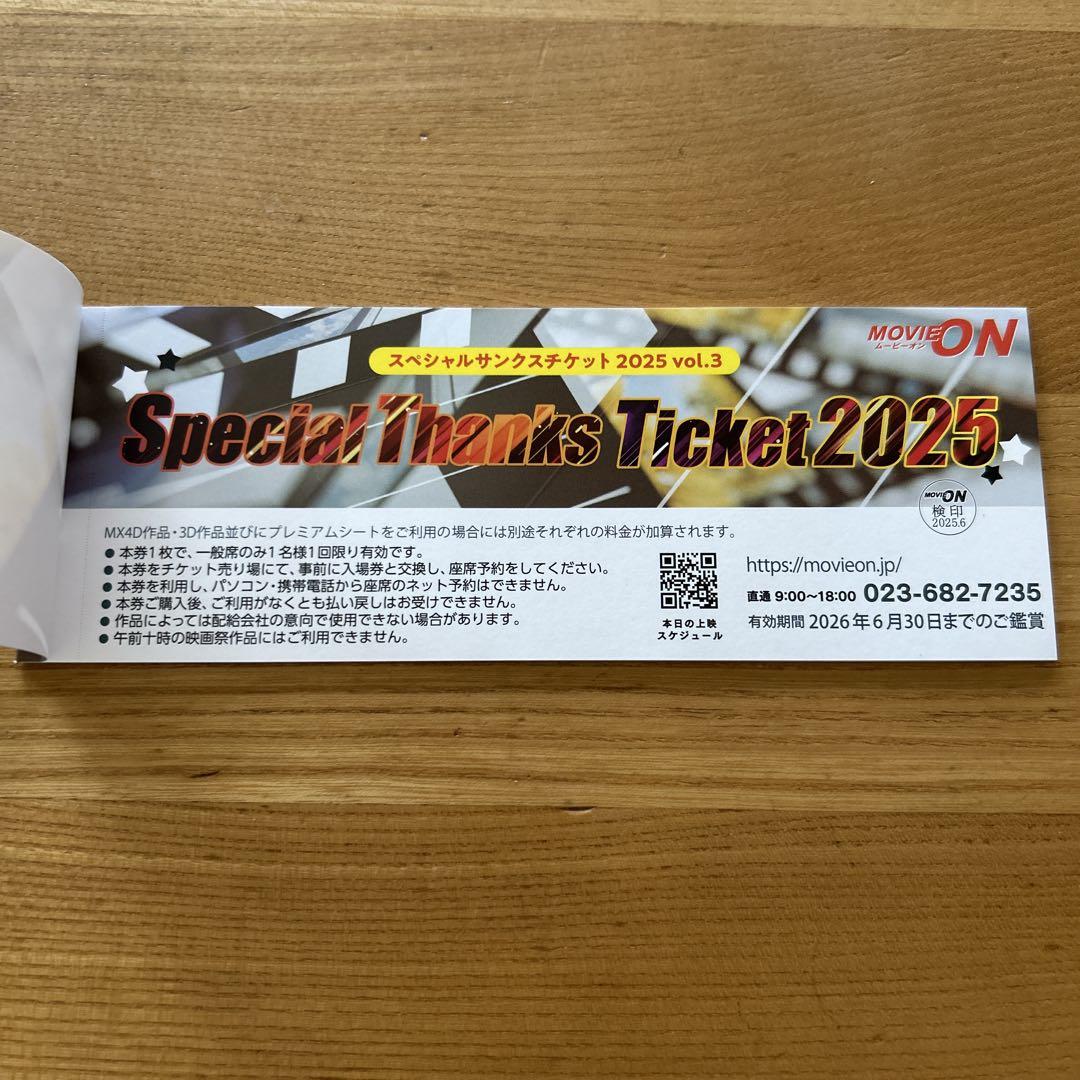 MOVIE ON
ムービーオン
スペシャルサンクスチケット2025 vol.3
Special Thanks Ticket 2025
MOVIE ON
検印
2025.6
MX4D作品・3D作品並びにプレミアムシートをご利用の場合には別途それぞれの料金が加算されます。
●本券1枚で、一般席のみ1名様1回限り有効です。
●本券をチケット売り場にて、事前に入場券と交換し、座席予約をしてください。
●本券を利用し、パソコン・携帯電話から座席のネット予約はできません。
●本券ご購入後、ご利用がなくとも払い戻しはお受けできません。
●作品によっては配給会社の意向で使用できない場合があります。
●午前十時の映画祭作品にはご利用できません。
本日の上映
スケジュール
https://movieon.jp/
直通 9:00~18:00 023-682-7235
有効期間 2026年6月30日までのご鑑賞